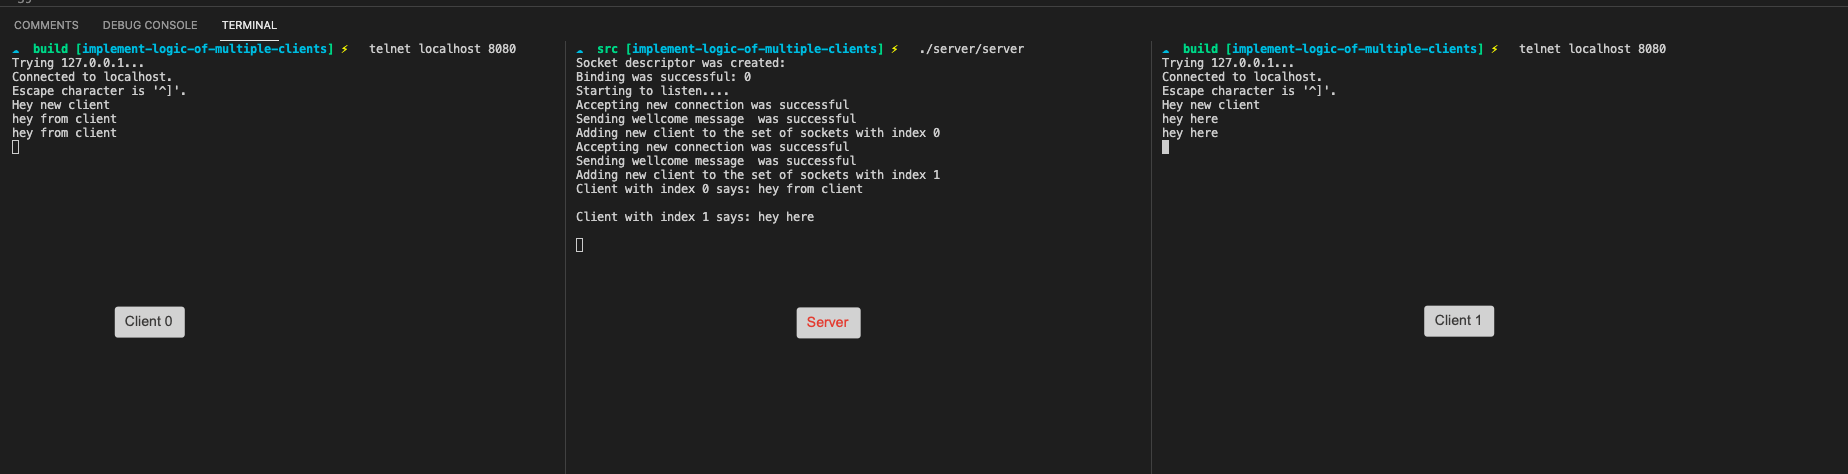 COMMENTS DEBUG CONSOLE TERMINAL
☁ build [implement-logic-of-multiple-clients] ⚡ telnet localhost 8080
Trying 127.0.0.1...
Connected to localhost.
Escape character is '^]'.
Hey new client
hey from client
hey from client
Client 0
☁ src [implement-logic-of-multiple-clients] ⚡ ./server/server
Socket descriptor was created:
Binding was successful: 0
Starting to listen....
Accepting new connection was successful
Sending wellcome message  was successful
Adding new client to the set of sockets with index 0
Accepting new connection was successful
Sending wellcome message  was successful
Adding new client to the set of sockets with index 1
Client with index 0 says: hey from client
Client with index 1 says: hey here
Server
☁ build [implement-logic-of-multiple-clients] ⚡ telnet localhost 8080
Trying 127.0.0.1...
Connected to localhost.
Escape character is '^]'.
Hey new client
hey here
hey here
Client 1